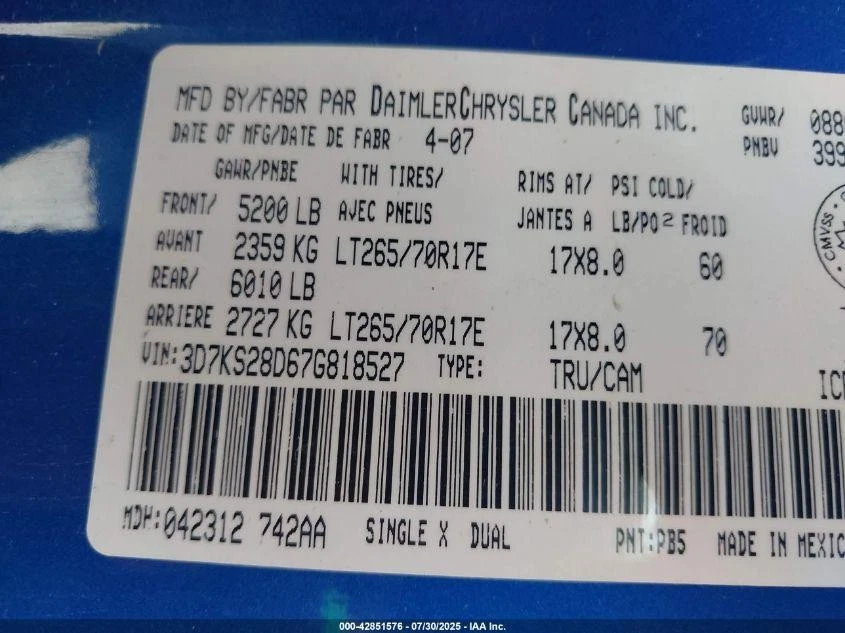 MFD BY/FABR PAR DAIMLERCHRYSLER CANADA INC.
DATE OF MFG/DATE DE FABR 4-07
GVWR/
PNBV
GAWR/PNBE WITH TIRES/ RIMS AT/ PSI COLD/
FRONT/ 5200 LB AVEC PNEUS JANTES A LB/PO2 FROID
AVANT 2359 KG LT265/70R17E 17X8.0 60
REAR/ 6010 LB
ARRIERE 2727 KG LT265/70R17E 17X8.0 70
VIN:3D7KS28D67G818527 TYPE: TRU/CAM
MDH:042312 742AA SINGLE X DUAL PNT:PB5 MADE IN MEXIC
CMVSS
000-42851576 / 07/30/2025 - IAA Inc.